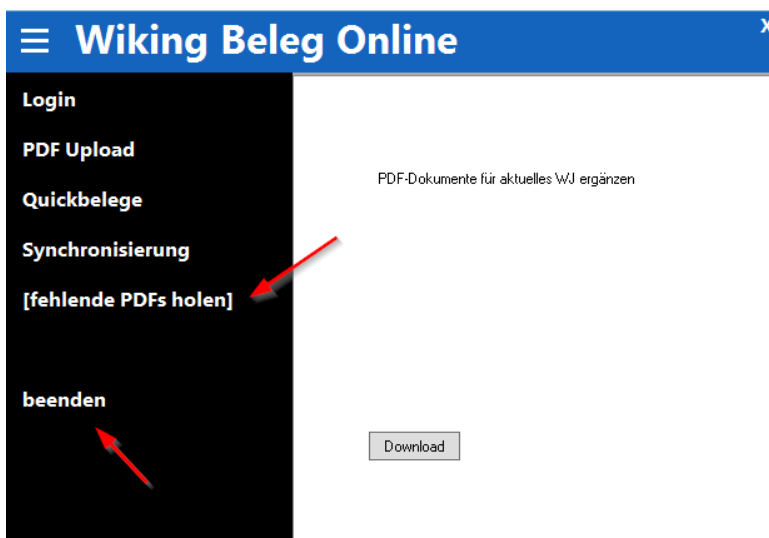 Wiking Beleg Online
X
Login
PDF Upload
PDF-Dokumente für aktuelles WJ ergänzen
Quickbelege
Synchronisierung
[fehlende PDFs holen]
beenden
Download